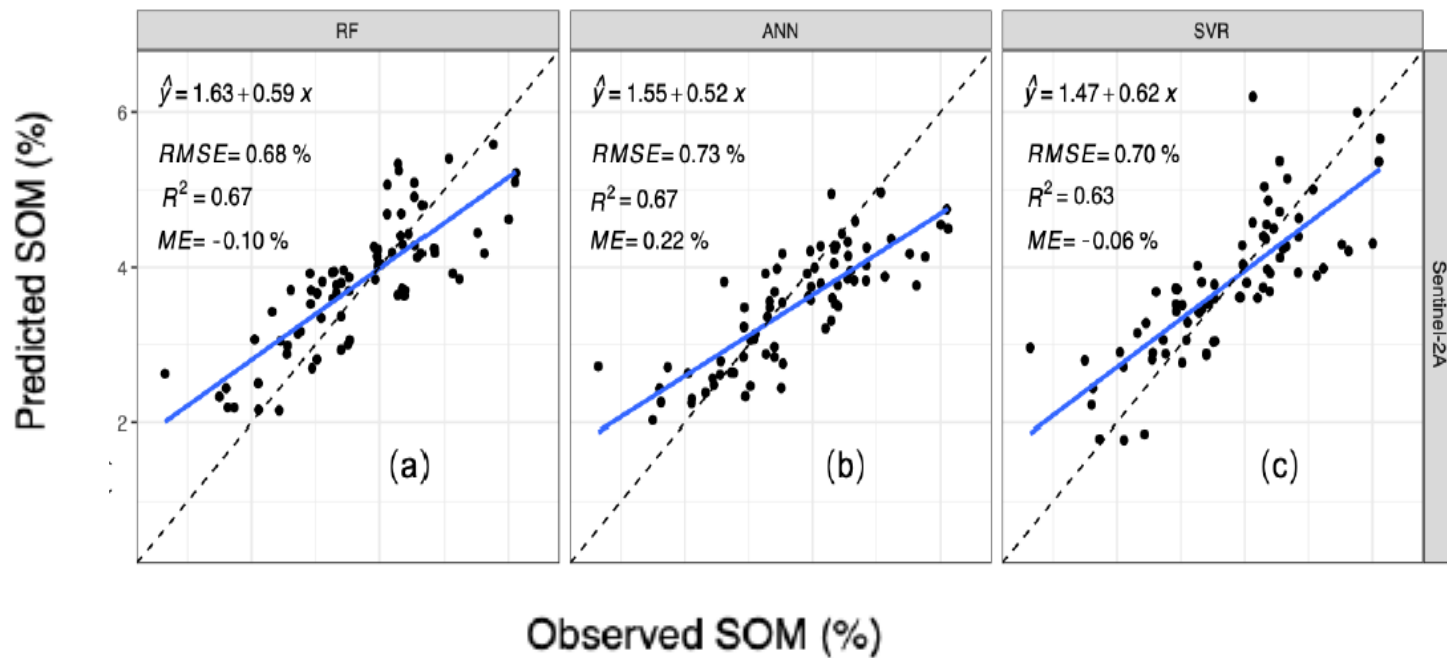 RF
ANN
SVR
Predicted SOM (%)
6
4
2
ŷ = 1.63 + 0.59 x
RMSE = 0.68 %
R² = 0.67
ME = -0.10 %
(a)
ŷ = 1.55 + 0.52 x
RMSE = 0.73 %
R² = 0.67
ME = 0.22 %
(b)
ŷ = 1.47 + 0.62 x
RMSE = 0.70 %
R² = 0.63
ME = -0.06 %
(c)
Sentinel-2A
Observed SOM (%)